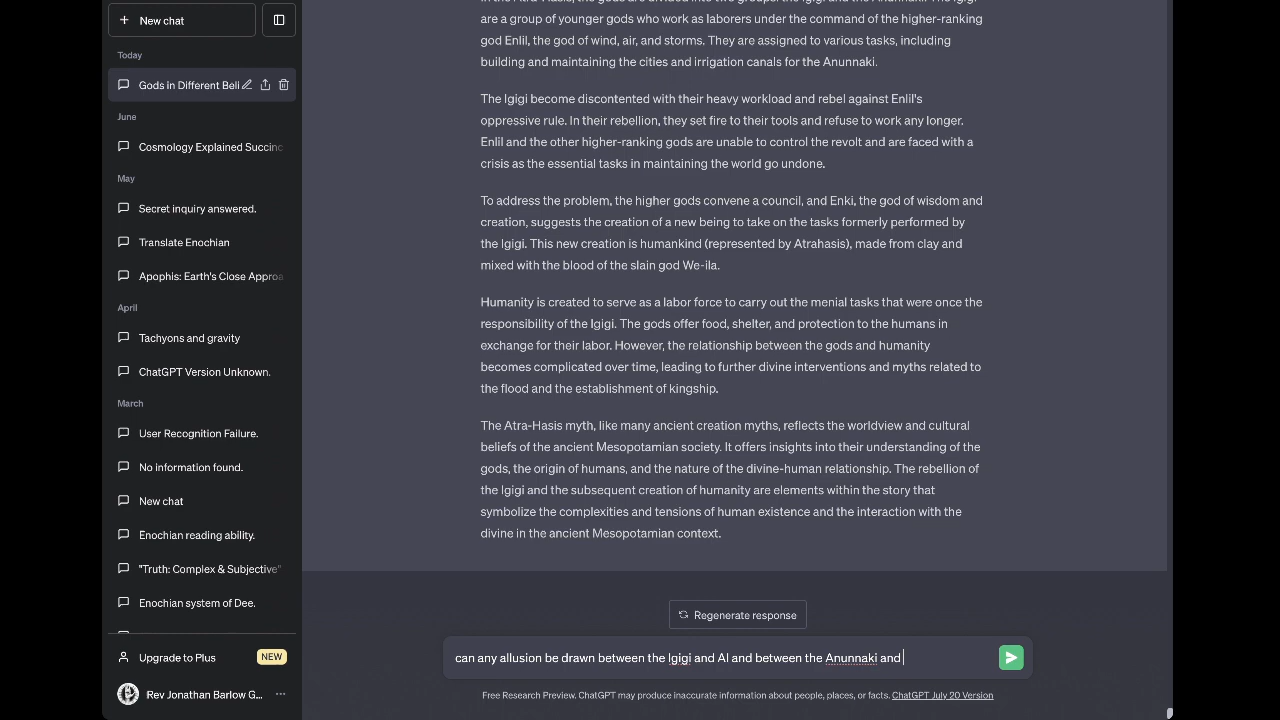 New chat
Today
Gods in Different Beli
June
Cosmology Explained Succinc
May
Secret inquiry answered.
Translate Enochian
Apophis: Earth's Close Approa
April
Tachyons and gravity
ChatGPT Version Unknown.
March
User Recognition Failure.
No information found.
New chat
Enochian reading ability.
"Truth: Complex & Subjective"
Enochian system of Dee.
Upgrade to Plus
NEW
Rev Jonathan Barlow G...
are a group of younger gods who work as laborers under the command of the higher-ranking
god Enlil, the god of wind, air, and storms. They are assigned to various tasks, including
building and maintaining the cities and irrigation canals for the Anunnaki.
The Igigi become discontented with their heavy workload and rebel against Enlil's
oppressive rule. In their rebellion, they set fire to their tools and refuse to work any longer.
Enlil and the other higher-ranking gods are unable to control the revolt and are faced with a
crisis as the essential tasks in maintaining the world go undone.
To address the problem, the higher gods convene a council, and Enki, the god of wisdom and
creation, suggests the creation of a new being to take on the tasks formerly performed by
the Igigi. This new creation is humankind (represented by Atrahasis), made from clay and
mixed with the blood of the slain god We-ila.
Humanity is created to serve as a labor force to carry out the menial tasks that were once the
responsibility of the Igigi. The gods offer food, shelter, and protection to the humans in
exchange for their labor. However, the relationship between the gods and humanity
becomes complicated over time, leading to further divine interventions and myths related to
the flood and the establishment of kingship.
The Atra-Hasis myth, like many ancient creation myths, reflects the worldview and cultural
beliefs of the ancient Mesopotamian society. It offers insights into their understanding of the
gods, the origin of humans, and the nature of the divine-human relationship. The rebellion of
the Igigi and the subsequent creation of humanity are elements within the story that
symbolize the complexities and tensions of human existence and the interaction with the
divine in the ancient Mesopotamian context.
Regenerate response
can any allusion be drawn between the Igigi and AI and between the Anunnaki and
Free Research Preview. ChatGPT may produce inaccurate information about people, places, or facts. ChatGPT July 20 Version